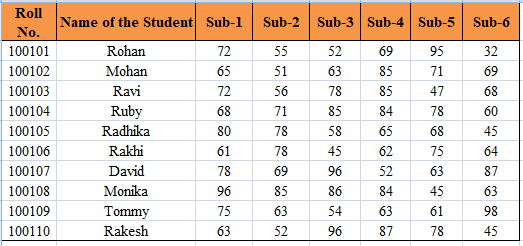 Roll No. Name of the Student Sub-1 Sub-2 Sub-3 Sub-4 Sub-5 Sub-6
100101 Rohan 72 55 52 69 95 32
100102 Mohan 65 51 63 85 71 69
100103 Ravi 72 56 78 85 47 68
100104 Ruby 68 71 85 84 78 60
100105 Radhika 80 78 58 65 68 45
100106 Rakhi 61 78 45 62 75 64
100107 David 78 69 96 52 63 87
100108 Monika 96 85 86 84 45 63
100109 Tommy 75 63 54 63 61 98
100110 Rakesh 63 52 96 87 78 45